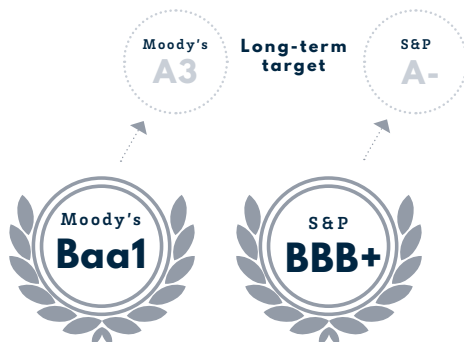 Moody's
A3
Long-term
target
S&P
A-
Moody's
Baa1
S&P
BBB+